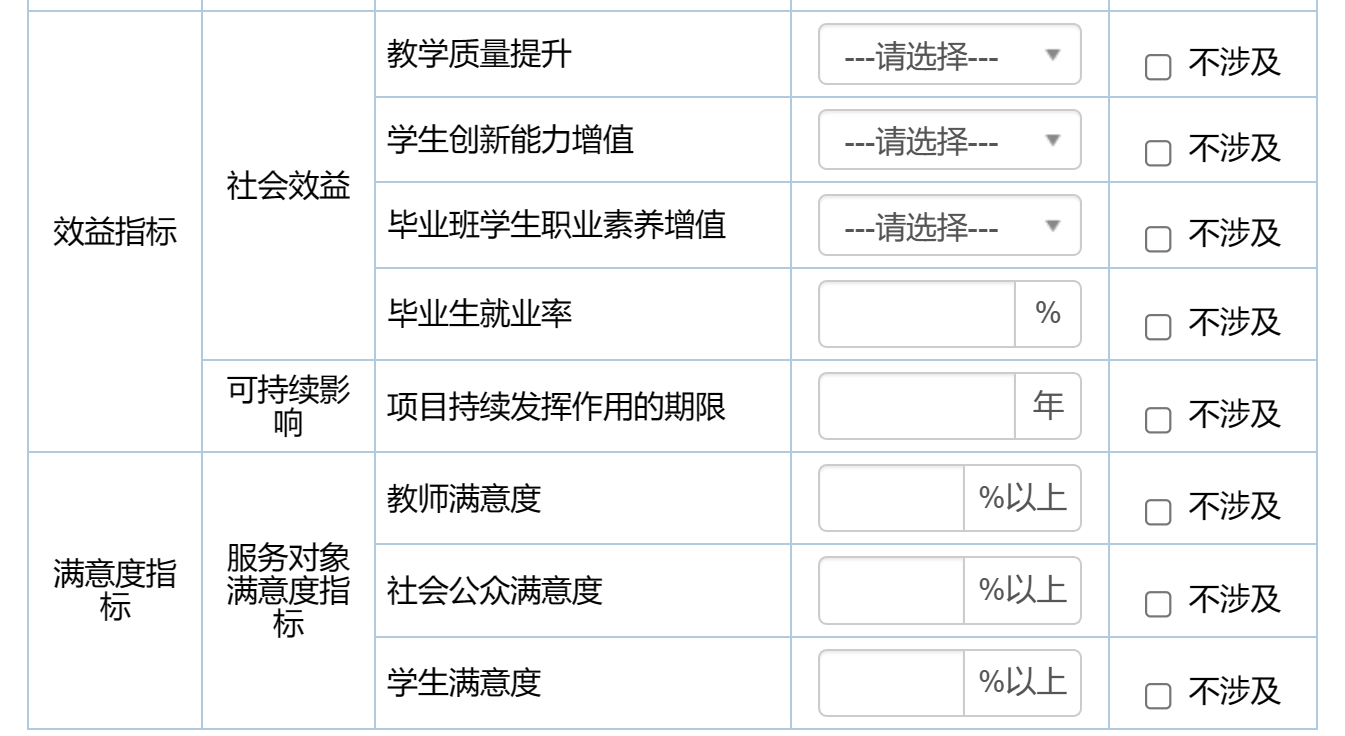 教学质量提升
---请选择---
不涉及
学生创新能力增值
---请选择---
不涉及
社会效益
毕业班学生职业素养增值
---请选择---
不涉及
效益指标
毕业生就业率
%
不涉及
可持续影
响
项目持续发挥作用的期限
年
不涉及
教师满意度
%以上
不涉及
满意度指
标
服务对象
满意度指
标
社会公众满意度
%以上
不涉及
学生满意度
%以上
不涉及